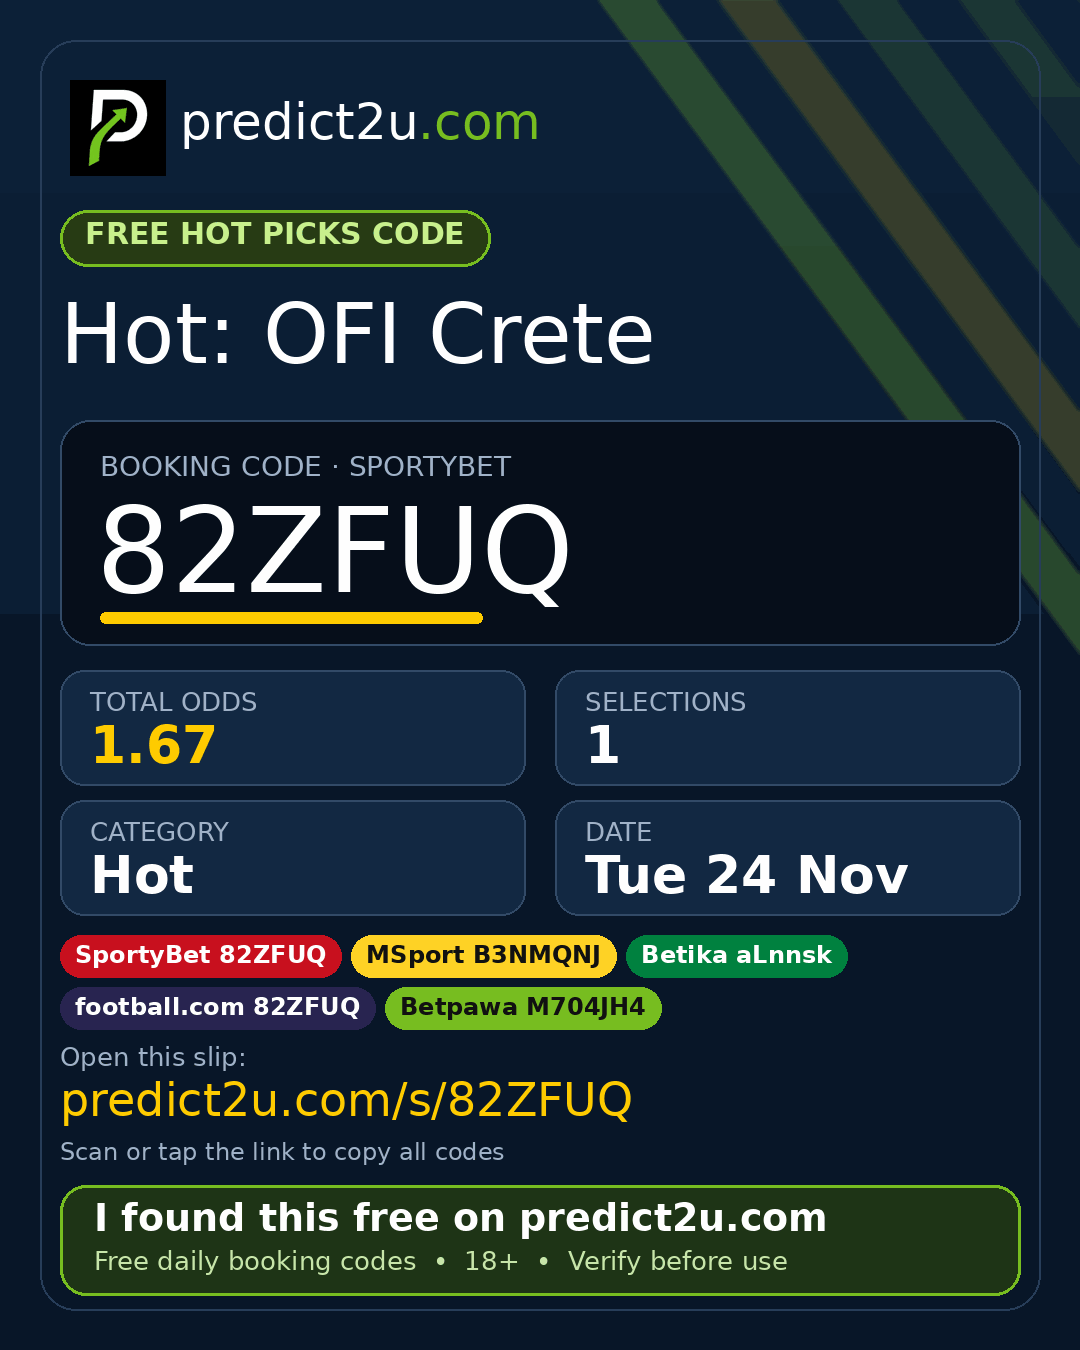 predict2u.com
FREE HOT PICKS CODE
Hot: OFI Crete
BOOKING CODE · SPORTYBET
82ZFUQ
TOTAL ODDS
1.67
SELECTIONS
1
CATEGORY
Hot
DATE
Tue 24 Nov
SportyBet 82ZFUQ
MSport B3NMQNJ
Betika aLnnsk
football.com 82ZFUQ
Betpawa M704JH4
Open this slip:
predict2u.com/s/82ZFUQ
Scan or tap the link to copy all codes
I found this free on predict2u.com
Free daily booking codes • 18+ • Verify before use